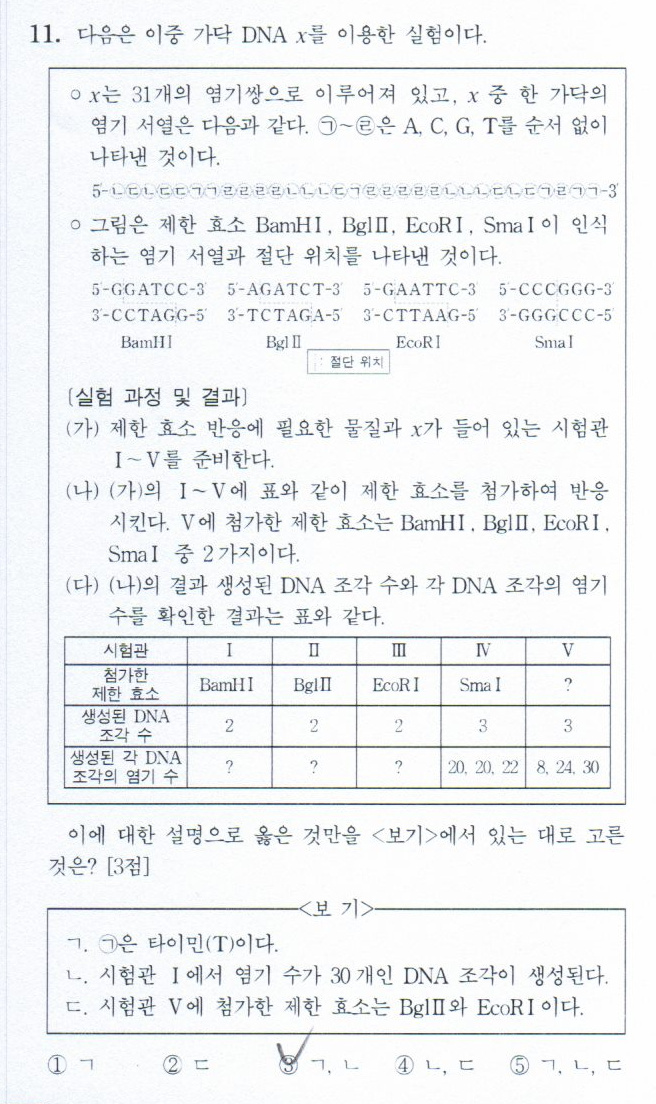 11. 다음은 이중 가닥 DNA x를 이용한 실험이다.
○ x는 31개의 염기쌍으로 이루어져 있고, x 중 한 가닥의
염기 서열은 다음과 같다. ㉠~㉣은 A, C, G, T를 순서 없이
나타낸 것이다.
5-㉡㉢㉡㉢㉢㉠㉠㉣㉣㉣㉣㉡㉡㉡㉢㉠㉣㉣㉣㉣㉣㉡㉡㉡㉢㉡㉢㉠㉣㉠㉠-3'
○ 그림은 제한 효소 BamHⅠ, BglⅡ, EcoRⅠ, SmaⅠ이 인식
하는 염기 서열과 절단 위치를 나타낸 것이다.
5-GGATCC-3' 5-AGATCT-3' 5-GAATTC-3' 5-CCCGGG-3'
3'-CCTAGG-5' 3'-TCTAGA-5' 3'-CTTAAG-5' 3'-GGGCCC-5'
BamHⅠ BglⅡ EcoRⅠ SmaⅠ
절단 위치
[실험 과정 및 결과]
(가) 제한 효소 반응에 필요한 물질과 x가 들어 있는 시험관
Ⅰ~Ⅴ를 준비한다.
(나) (가)의 Ⅰ~Ⅴ에 표와 같이 제한 효소를 첨가하여 반응
시킨다. Ⅴ에 첨가한 제한 효소는 BamHⅠ, BglⅡ, EcoRⅠ,
SmaⅠ 중 2가지이다.
(다) (나)의 결과 생성된 DNA 조각 수와 각 DNA 조각의 염기
수를 확인한 결과는 표와 같다.
시험관 Ⅰ Ⅱ Ⅲ Ⅳ Ⅴ
첨가한
제한 효소 BamHⅠ BglⅡ EcoRⅠ SmaⅠ ?
생성된 DNA
조각 수 2 2 2 3 3
생성된 각 DNA
조각의 염기 수 ? ? ? 20, 20, 22 8, 24, 30
이에 대한 설명으로 옳은 것만을 <보기>에서 있는 대로 고른
것은? [3점]
<보 기>
ㄱ. ㉠은 타이민(T)이다.
ㄴ. 시험관 Ⅰ에서 염기 수가 30개인 DNA 조각이 생성된다.
ㄷ. 시험관 Ⅴ에 첨가한 제한 효소는 BglⅡ와 EcoRⅠ이다.
① ㄱ ② ㄷ ③ ㄱ, ㄴ ④ ㄴ, ㄷ ⑤ ㄱ, ㄴ, ㄷ